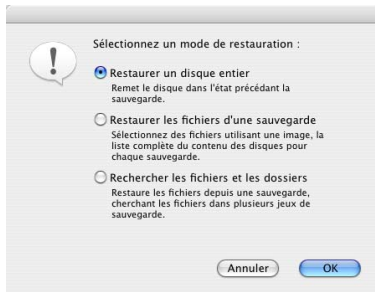 Sélectionnez un mode de restauration :
Restaurer un disque entier
Remet le disque dans l'état précédant la
sauvegarde.
Restaurer les fichiers d'une sauvegarde
Sélectionnez des fichiers utilisant une image, la
liste complète du contenu des disques pour
chaque sauvegarde.
Rechercher les fichiers et les dossiers
Restaure les fichiers depuis une sauvegarde,
cherchant les fichiers dans plusieurs jeux de
sauvegarde.
Annuler OK